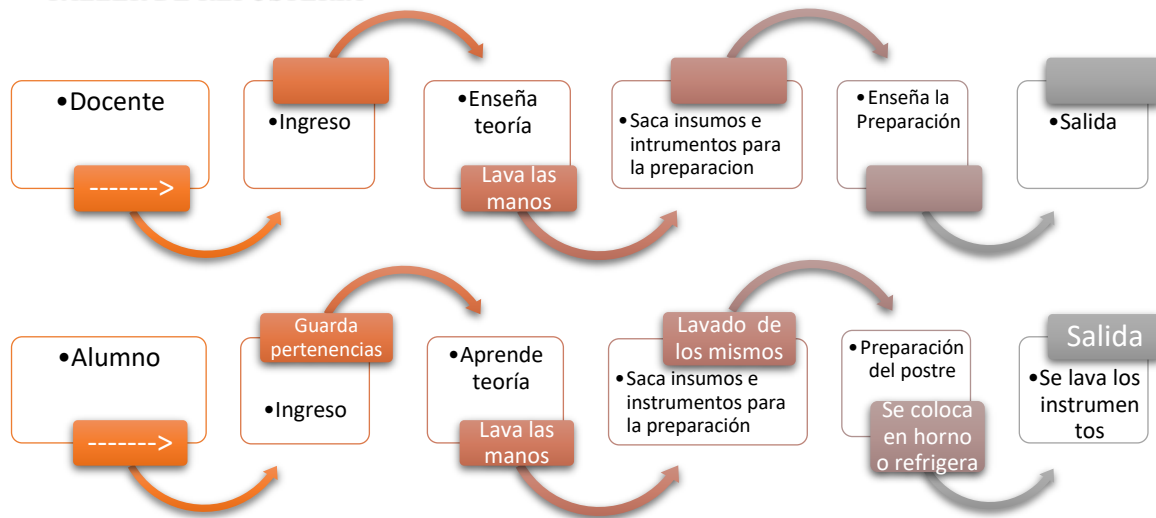 •Docente
------->
•Ingreso
•Enseña
teoría
Lava las
manos
•Saca insumos e
intrumentos para
la preparacion
•Enseña la
Preparación
•Salida
•Alumno
------->
Guarda
pertenencias
•Ingreso
•Aprende
teoría
Lava las
manos
Lavado de
los mismos
•Saca insumos e
instrumentos para
la preparación
•Preparación
del postre
Se coloca
en horno
o refrigera
Salida
•Se lava los
instrumen
tos